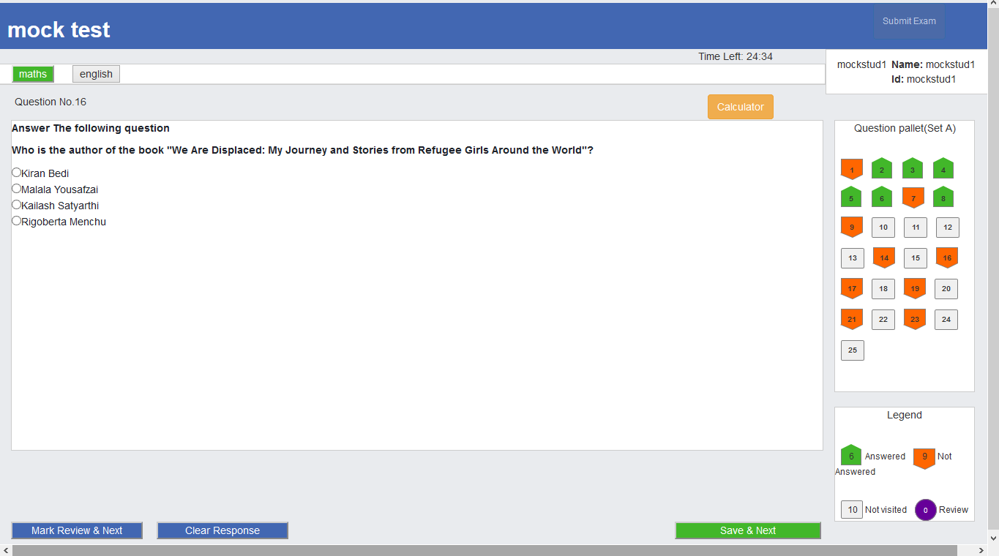 mock test
Submit Exam
Time Left: 24:34
maths
english
mockstud1 Name: mockstud1
Id: mockstud1
Question No.16
Calculator
Answer The following question
Who is the author of the book "We Are Displaced: My Journey and Stories from Refugee Girls Around the World"?
Kiran Bedi
Malala Yousafzai
Kailash Satyarthi
Rigoberta Menchu
Question pallet(Set A)
1 2 3 4
5 6 7 8
9 10 11 12
13 14 15 16
17 18 19 20
21 22 23 24
25
Legend
6 Answered 9 Not
Answered
10 Not visited 0 Review
Mark Review & Next
Clear Response
Save & Next